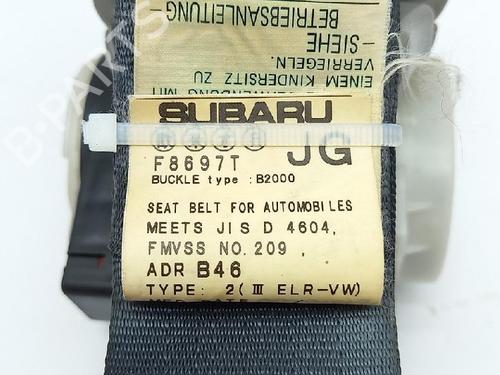 BETRIEBSANLEITUNG
-SIEHE
VERRIEGELN.
EINEM KINDERSITZ ZU
MIT
SUBARU
JG
F8697T
BUCKLE type :B2000
SEAT BELT FOR AUTOMOBILES
MEETS JIS D 4604,
FMVSS NO.209 ,
ADR B46
TYPE: 2(Ⅲ ELR-VW)
B-PARTS